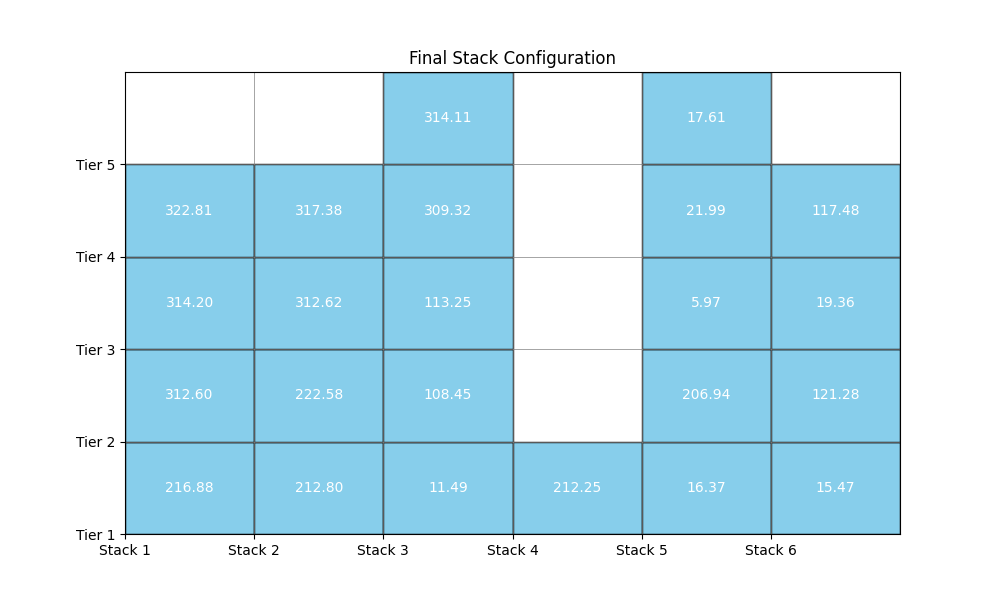 Final Stack Configuration
314.11 17.61
Tier 5
322.81 317.38 309.32 21.99 117.48
Tier 4
314.20 312.62 113.25 5.97 19.36
Tier 3
312.60 222.58 108.45 206.94 121.28
Tier 2
216.88 212.80 11.49 212.25 16.37 15.47
Tier 1
Stack 1 Stack 2 Stack 3 Stack 4 Stack 5 Stack 6